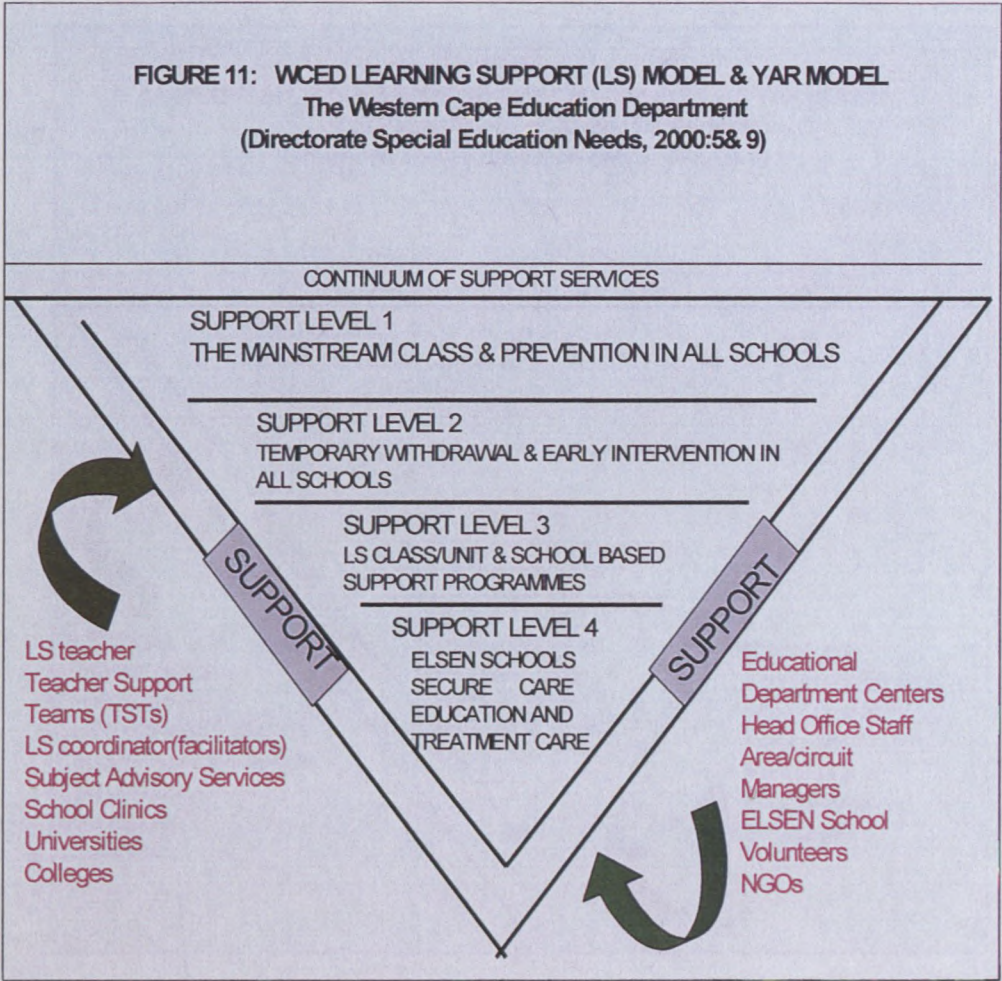 FIGURE 11: WCED LEARNING SUPPORT (LS) MODEL & YAR MODEL
The Western Cape Education Department
(Directorate Special Education Needs, 2000:5& 9)
CONTINUUM OF SUPPORT SERVICES
SUPPORT LEVEL 1
THE MAINSTREAM CLASS & PREVENTION IN ALL SCHOOLS
SUPPORT LEVEL 2
TEMPORARY WITHDRAWAL & EARLY INTERVENTION IN
ALL SCHOOLS
SUPPORT LEVEL 3
LS CLASS/UNIT & SCHOOL BASED
SUPPORT PROGRAMMES
SUPPORT LEVEL 4
ELSEN SCHOOLS
SECURE CARE
EDUCATION AND
TREATMENT CARE
SUPPORT
SUPPORT
LS teacher
Teacher Support
Teams (TSTs)
LS coordinator(facilitators)
Subject Advisory Services
School Clinics
Universities
Colleges
Educational
Department Centers
Head Office Staff
Area/circuit
Managers
ELSEN School
Volunteers
NGOs